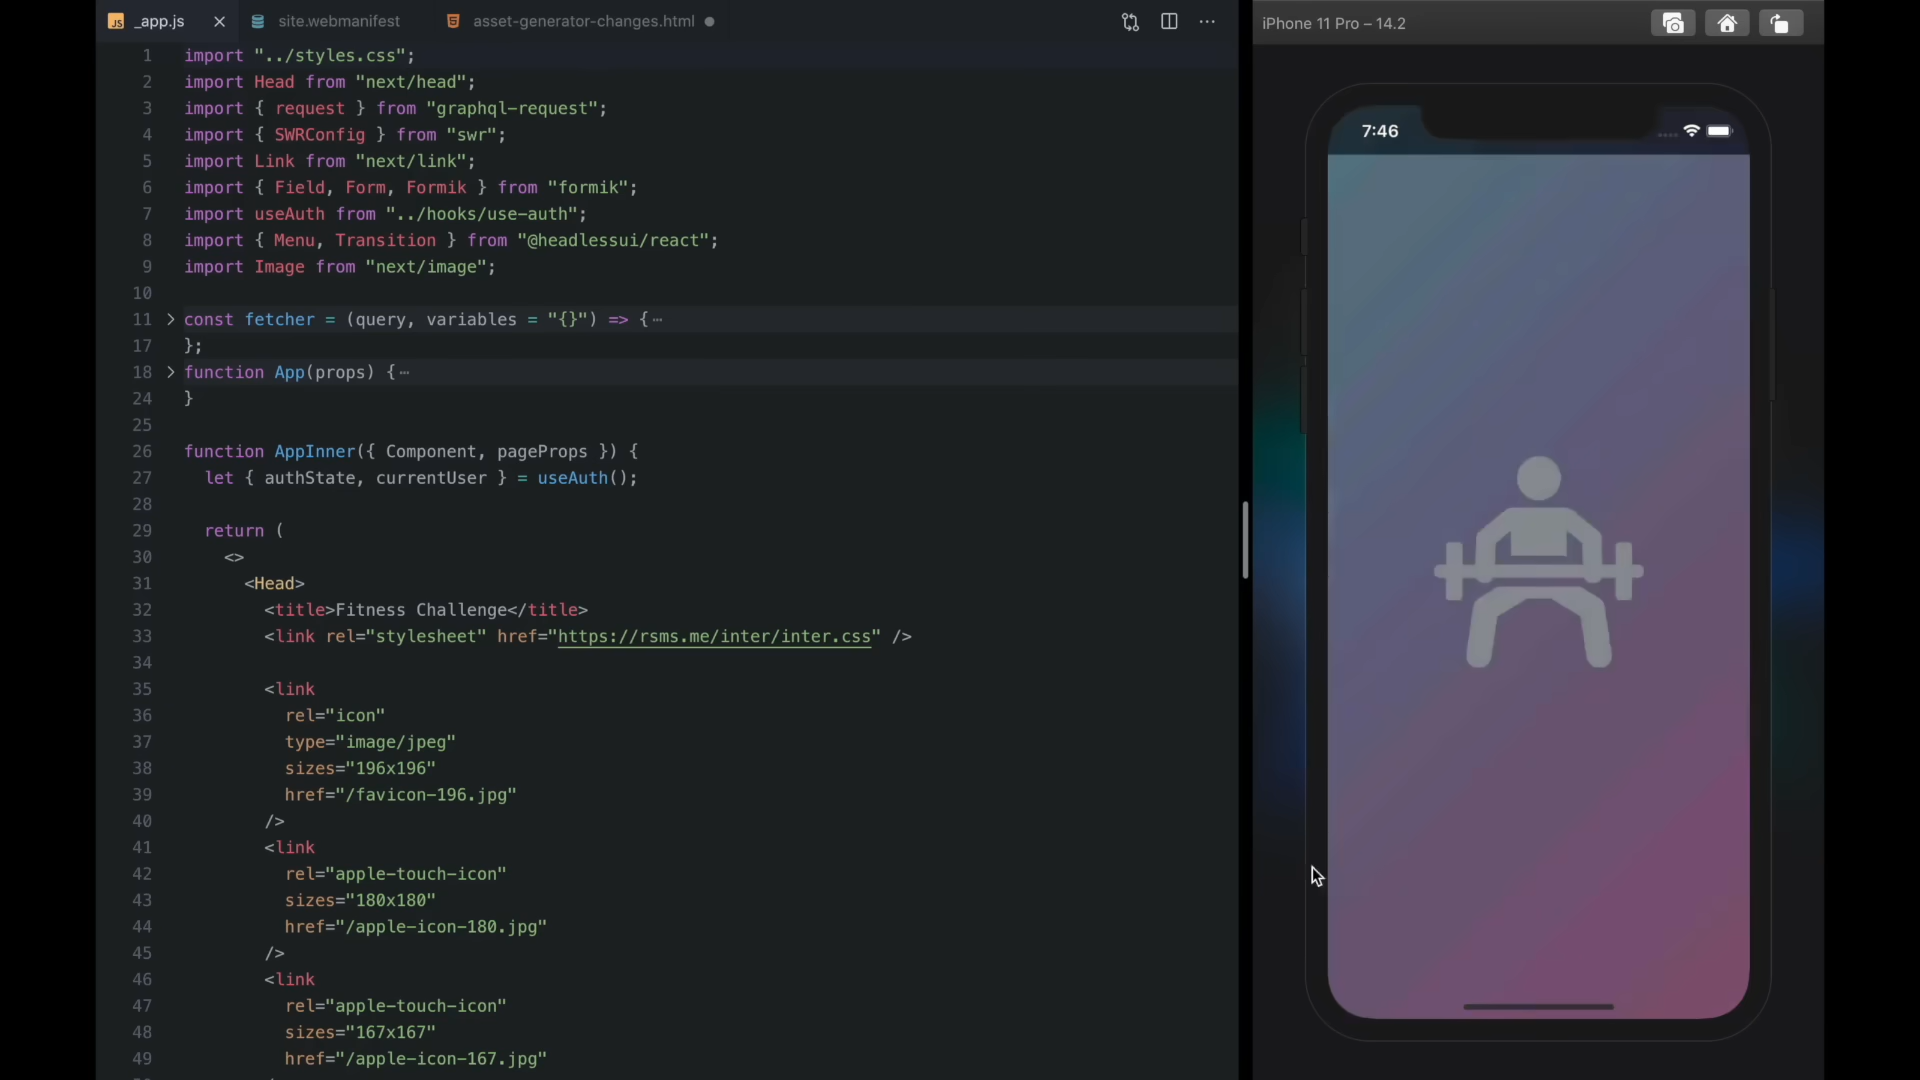 _app.js
site.webmanifest
asset-generator-changes.html
1 import "../styles.css";
2 import Head from "next/head";
3 import { request } from "graphql-request";
4 import { SWRConfig } from "swr";
5 import Link from "next/link";
6 import { Field, Form, Formik } from "formik";
7 import useAuth from "../hooks/use-auth";
8 import { Menu, Transition } from "@headlessui/react";
9 import Image from "next/image";
10
11 const fetcher = (query, variables = "{}") => {⋯
17 };
18 function App(props) {⋯
24 }
25
26 function AppInner({ Component, pageProps }) {
27 let { authState, currentUser } = useAuth();
28
29 return (
30 <>
31 <Head>
32 <title>Fitness Challenge</title>
33 <link rel="stylesheet" href="https://rsms.me/inter/inter.css" />
34
35 <link
36 rel="icon"
37 type="image/jpeg"
38 sizes="196x196"
39 href="/favicon-196.jpg"
40 />
41 <link
42 rel="apple-touch-icon"
43 sizes="180x180"
44 href="/apple-icon-180.jpg"
45 />
46 <link
47 rel="apple-touch-icon"
48 sizes="167x167"
49 href="/apple-icon-167.jpg"
iPhone 11 Pro – 14.2
7:46